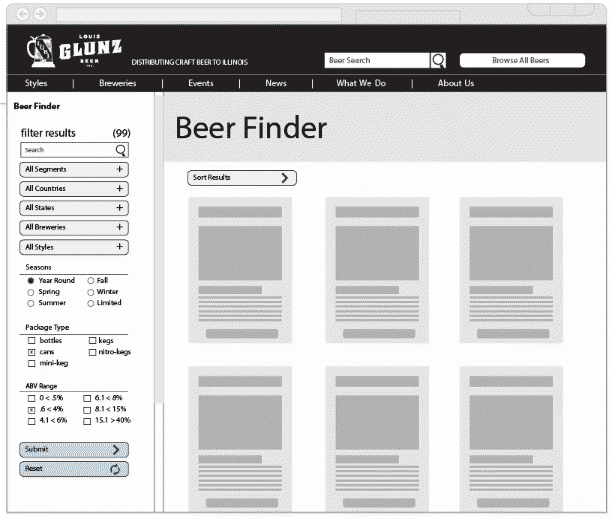 LOUIS
GLUNZ
BEER
INC.
DISTRIBUTING CRAFT BEER TO ILLINOIS
Beer Search
Browse All Beers
Styles | Breweries | Events | News | What We Do | About Us
Beer Finder
filter results (99)
Search
All Segments +
All Countries +
All States +
All Breweries +
All Styles +
Seasons
Year Round Fall
Spring Winter
Summer Limited
Package Type
bottles kegs
cans nitro-kegs
mini-keg
ABV Range
0 < .5% 6.1 < 8%
.6 < 4% 8.1 < 15%
4.1 < 6% 15.1 > 40%
Submit
Reset
Beer Finder
Sort Results